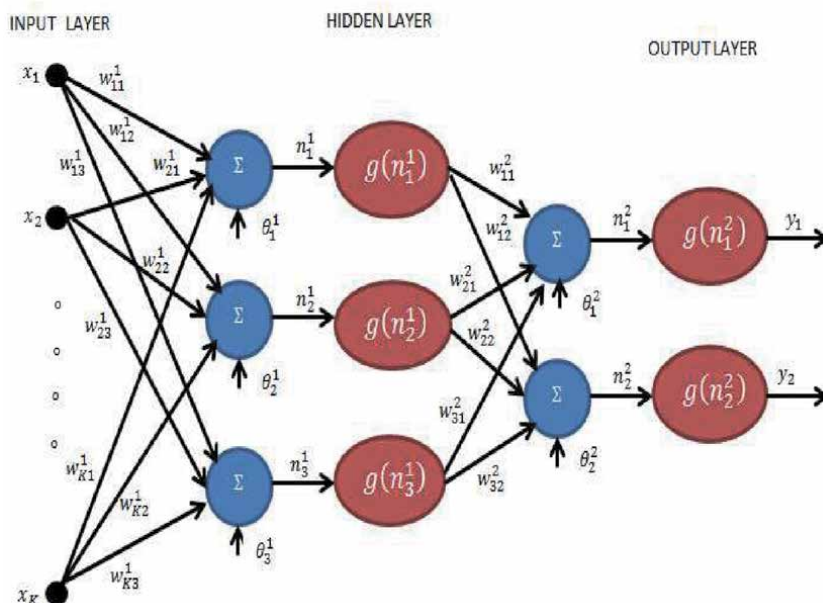 INPUT LAYER
HIDDEN LAYER
OUTPUT LAYER
x₁
w¹₁₁
w¹₁₂
w¹₁₃
w¹₂₁
Σ
n¹₁
g(n¹₁)
θ¹₁
x₂
w¹₂₂
w¹₂₃
Σ
n¹₂
g(n¹₂)
θ¹₂
w¹K₁
w¹K₂
w¹K₃
xK
Σ
n¹₃
g(n¹₃)
θ¹₃
w²₁₁
w²₁₂
w²₂₁
w²₂₂
w²₃₁
w²₃₂
Σ
n²₁
g(n²₁)
y₁
θ²₁
Σ
n²₂
g(n²₂)
y₂
θ²₂